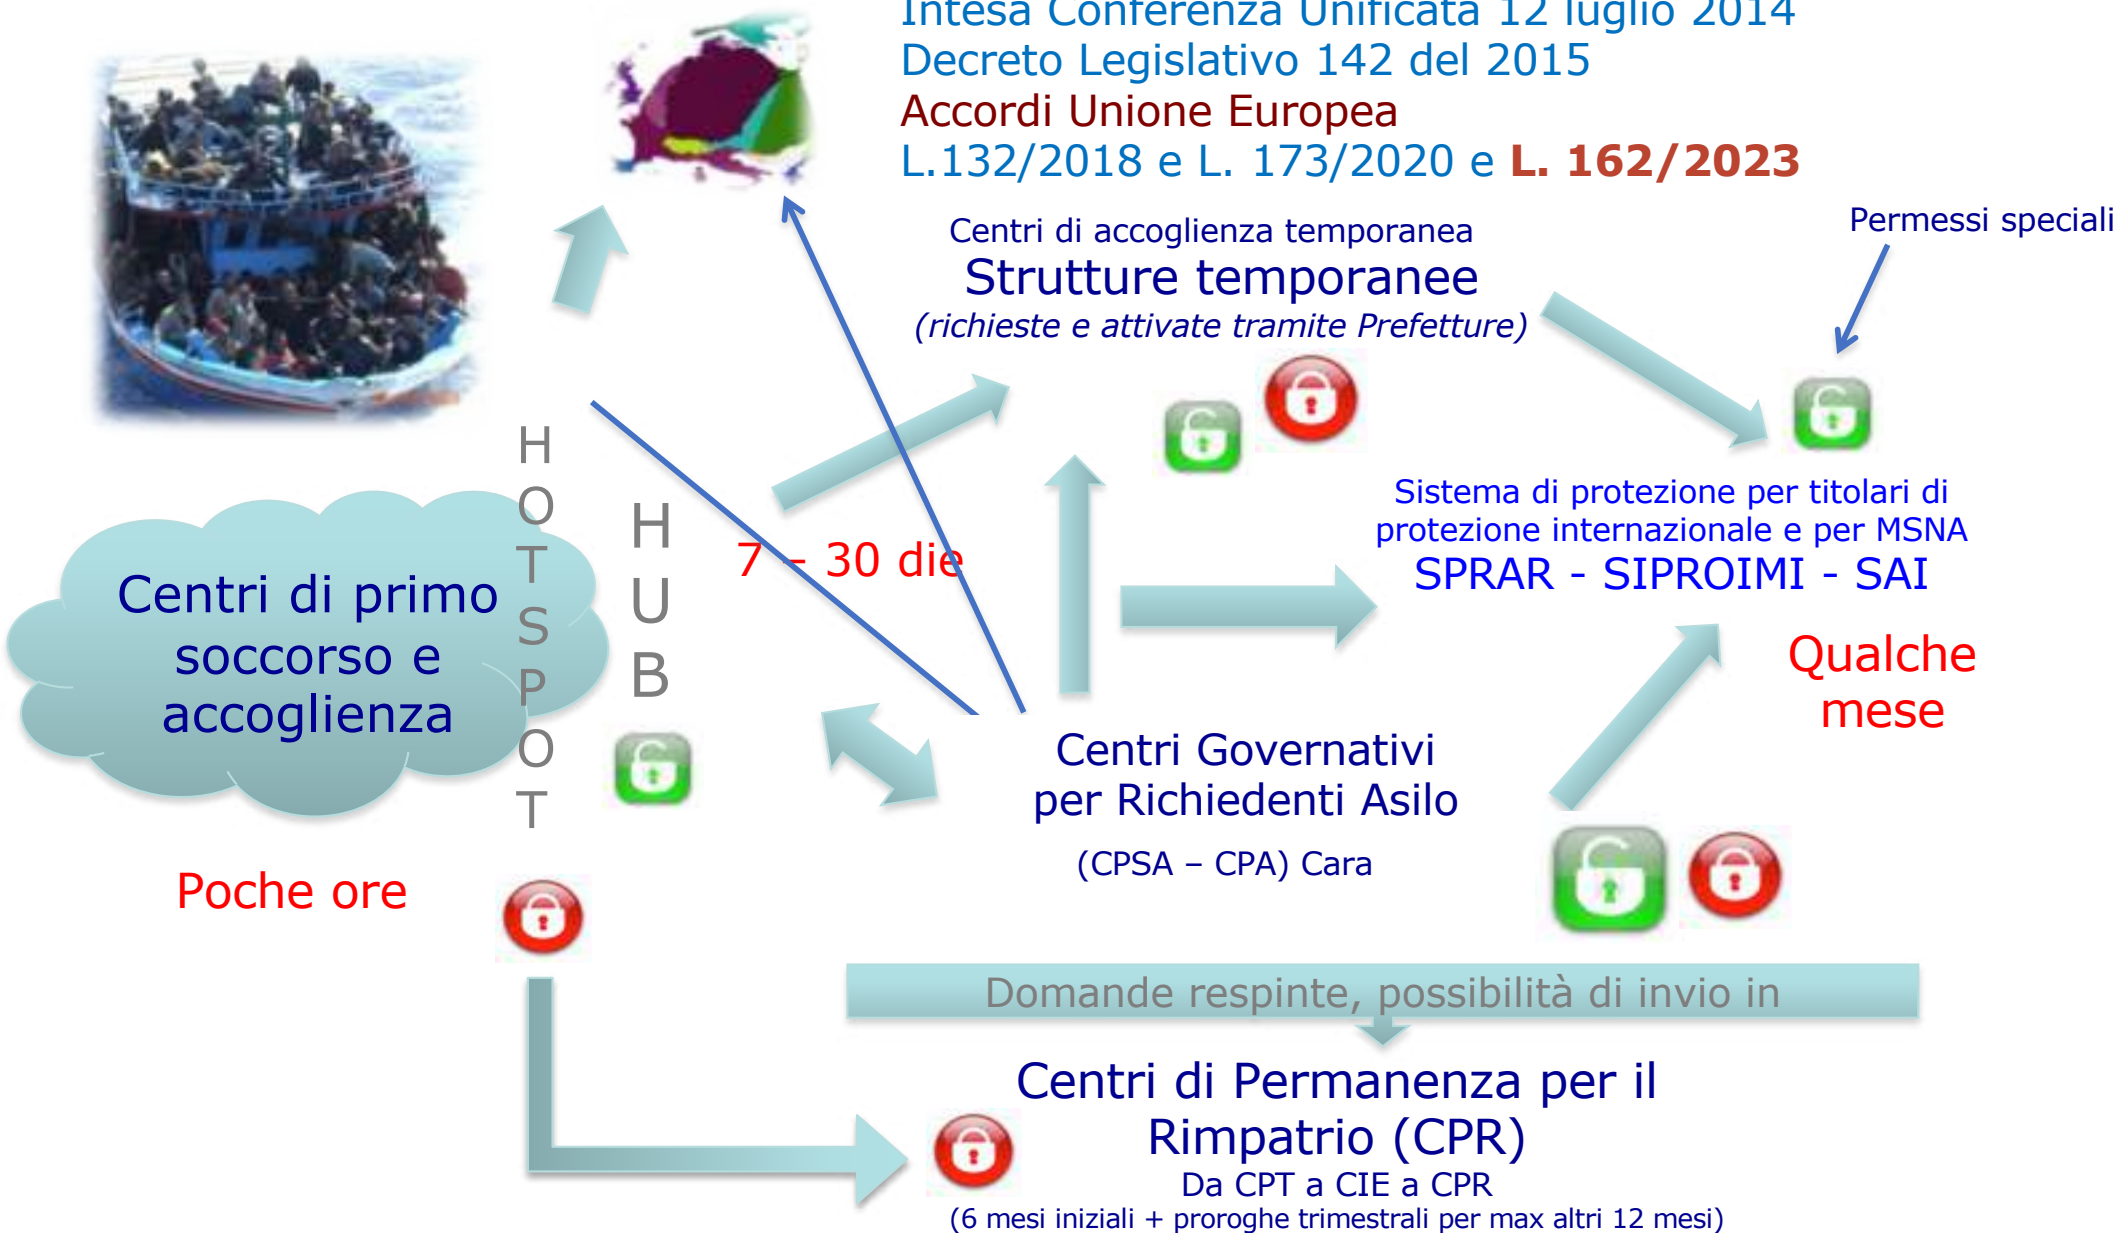 Intesa Conferenza Unificata 12 luglio 2014
Decreto Legislativo 142 del 2015
Accordi Unione Europea
L.132/2018 e L. 173/2020 e L. 162/2023
Permessi speciali
Centri di accoglienza temporanea
Strutture temporanee
(richieste e attivate tramite Prefetture)
HOTSPOT
HUB
7 – 30 die
Sistema di protezione per titolari di
protezione internazionale e per MSNA
SPRAR - SIPROIMI - SAI
Qualche
mese
Centri di primo
soccorso e
accoglienza
Poche ore
Centri Governativi
per Richiedenti Asilo
(CPSA – CPA) Cara
Domande respinte, possibilità di invio in
Centri di Permanenza per il
Rimpatrio (CPR)
Da CPT a CIE a CPR
(6 mesi iniziali + proroghe trimestrali per max altri 12 mesi)